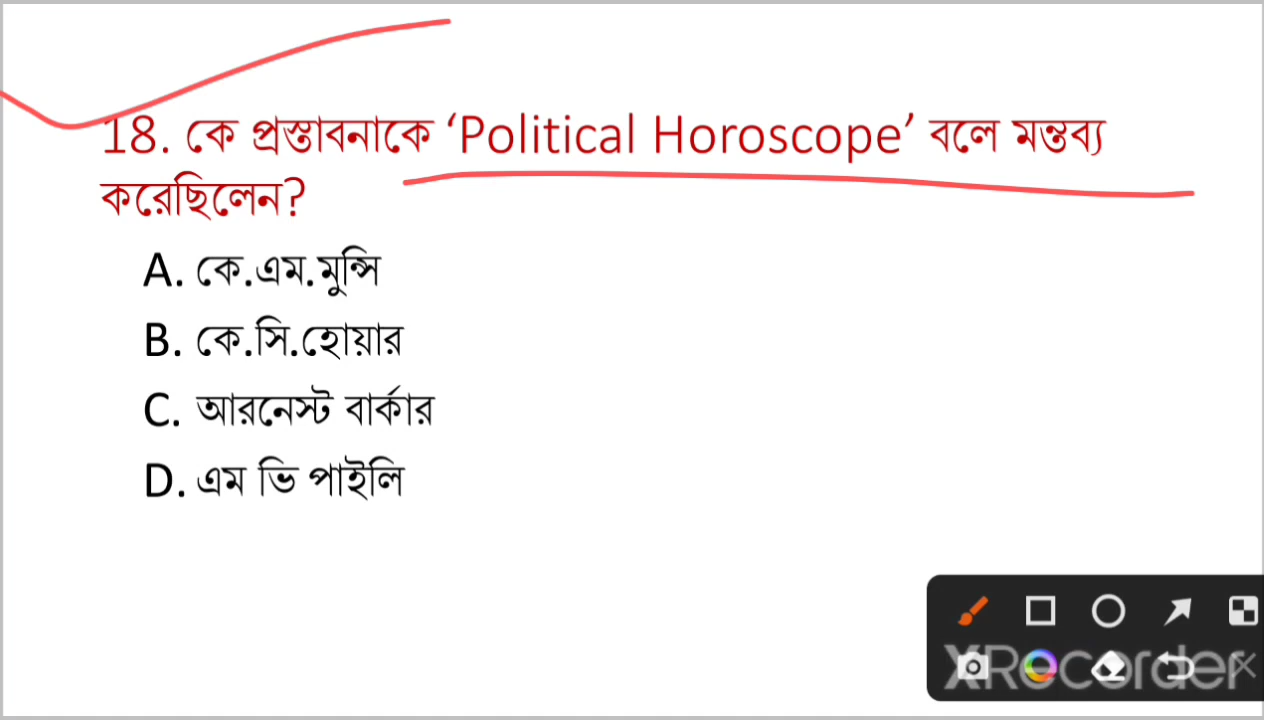 18. কে প্রস্তাবনাকে ‘Political Horoscope’ বলে মন্তব্য
করেছিলেন?
A. কে.এম.মুন্সি
B. কে.সি.হোয়ার
C. আরনেস্ট বার্কার
D. এম ভি পাইলি
XRecorder